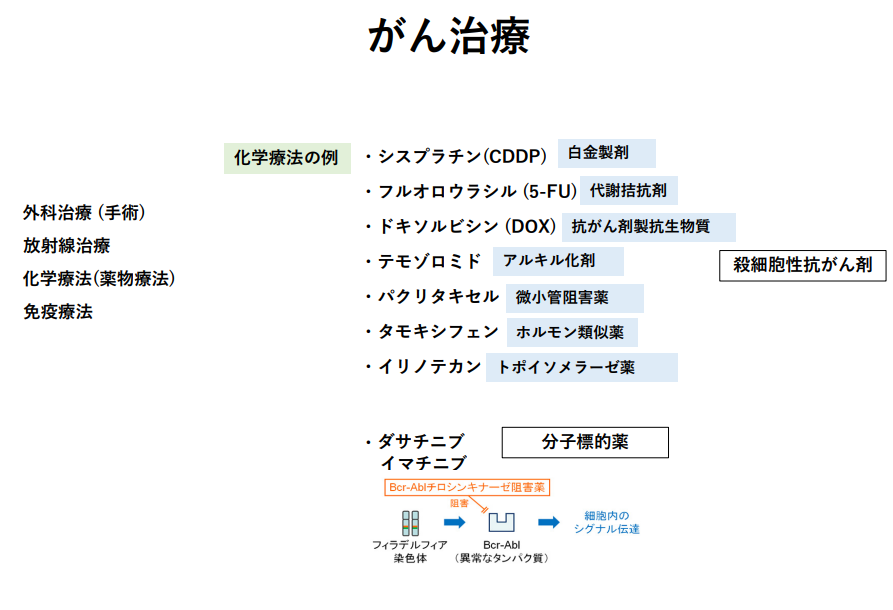 がん治療
外科治療 (手術)
放射線治療
化学療法(薬物療法)
免疫療法
化学療法の例
・シスプラチン(CDDP) 白金製剤
・フルオロウラシル (5-FU) 代謝拮抗剤
・ドキソルビシン (DOX) 抗がん剤製抗生物質
・テモゾロミド アルキル化剤
・パクリタキセル 微小管阻害薬
・タモキシフェン ホルモン類似薬
・イリノテカン トポイソメラーゼ薬
殺細胞性抗がん剤
・ダサチニブ
イマチニブ
分子標的薬
Bcr-Ablチロシンキナーゼ阻害薬
阻害
フィラデルフィア
染色体
Bcr-Abl
(異常なタンパク質)
細胞内の
シグナル伝達